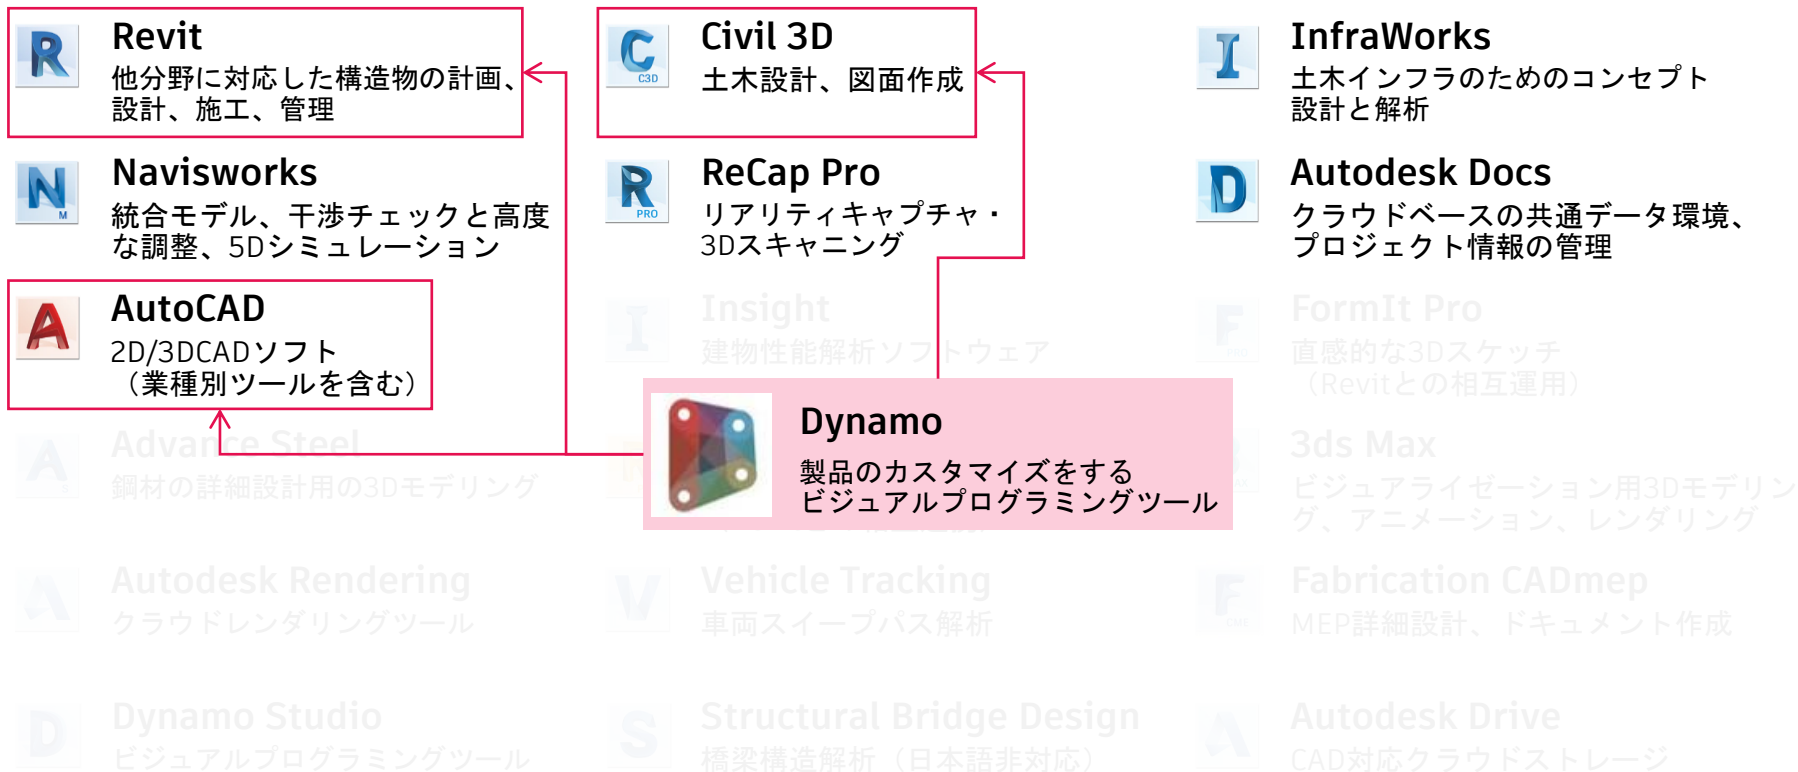 Revit
他分野に対応した構造物の計画、
設計、施工、管理
Civil 3D
土木設計、図面作成
InfraWorks
土木インフラのためのコンセプト
設計と解析
Navisworks
統合モデル、干渉チェックと高度
な調整、5Dシミュレーション
ReCap Pro
リアリティキャプチャ・
3Dスキャニング
Autodesk Docs
クラウドベースの共通データ環境、
プロジェクト情報の管理
AutoCAD
2D/3DCADソフト
（業種別ツールを含む）
Insight
建物性能解析ソフトウェア
FormIt Pro
直感的な3Dスケッチ
（Revitとの相互運用）
Advance Steel
鋼材の詳細設計用の3Dモデリング
Dynamo
製品のカスタマイズをする
ビジュアルプログラミングツール
3ds Max
ビジュアライゼーション用3Dモデリン
グ、アニメーション、レンダリング
Autodesk Rendering
クラウドレンダリングツール
Vehicle Tracking
車両スイープパス解析
Fabrication CADmep
MEP詳細設計、ドキュメント作成
Dynamo Studio
ビジュアルプログラミングツール
Structural Bridge Design
橋梁構造解析（日本語非対応）
Autodesk Drive
CAD対応クラウドストレージ